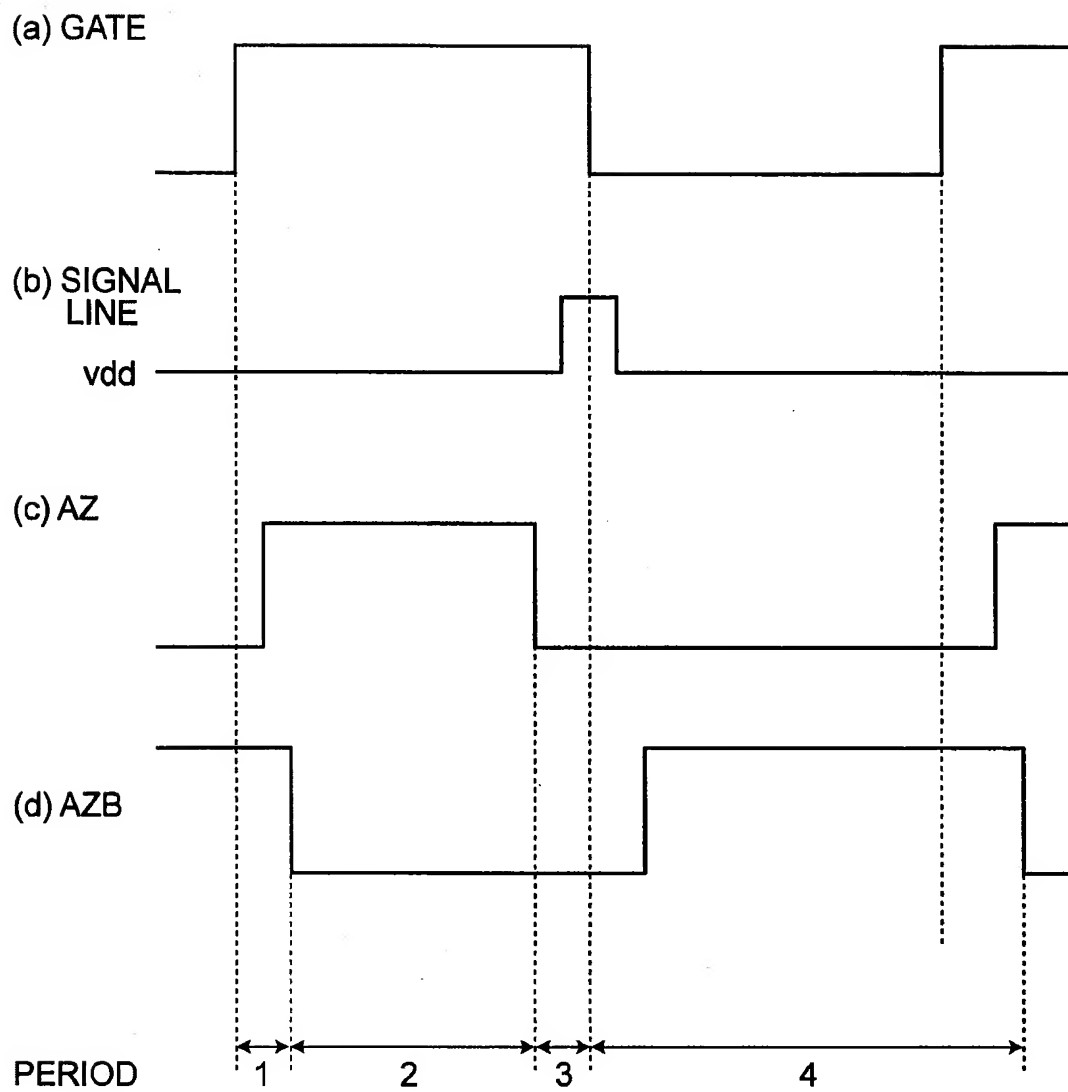 (a) GATE
(b) SIGNAL
LINE
vdd
(c) AZ
(d) AZB
PERIOD 1 2 3 4